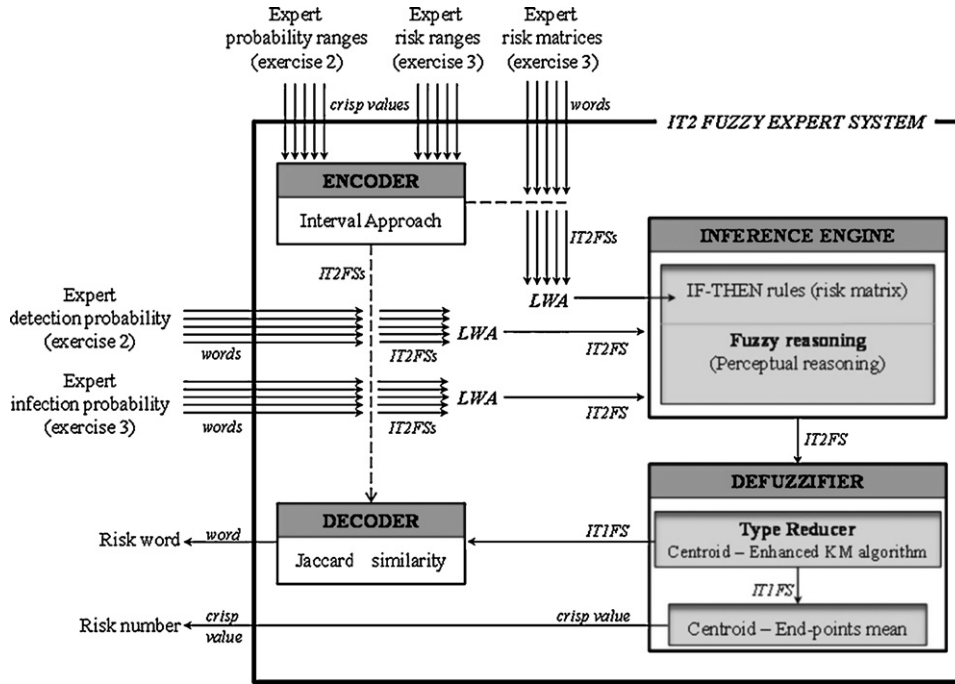 Expert
probability ranges
(exercise 2)
Expert
risk ranges
(exercise 3)
Expert
risk matrices
(exercise 3)
crisp values
words
IT2 FUZZY EXPERT SYSTEM
ENCODER
Interval Approach
IT2FSs
IT2FSs
LWA
INFERENCE ENGINE
IF-THEN rules (risk matrix)
Fuzzy reasoning
(Perceptual reasoning)
Expert
detection probability
(exercise 2)
words
IT2FSs
LWA
IT2FS
Expert
infection probability
(exercise 3)
words
IT2FSs
LWA
IT2FS
IT2FS
DEFUZZIFIER
Type Reducer
Centroid – Enhanced KM algorithm
IT1FS
Centroid – End-points mean
DECODER
Jaccard similarity
IT1FS
Risk word
word
Risk number
crisp
value
crisp value